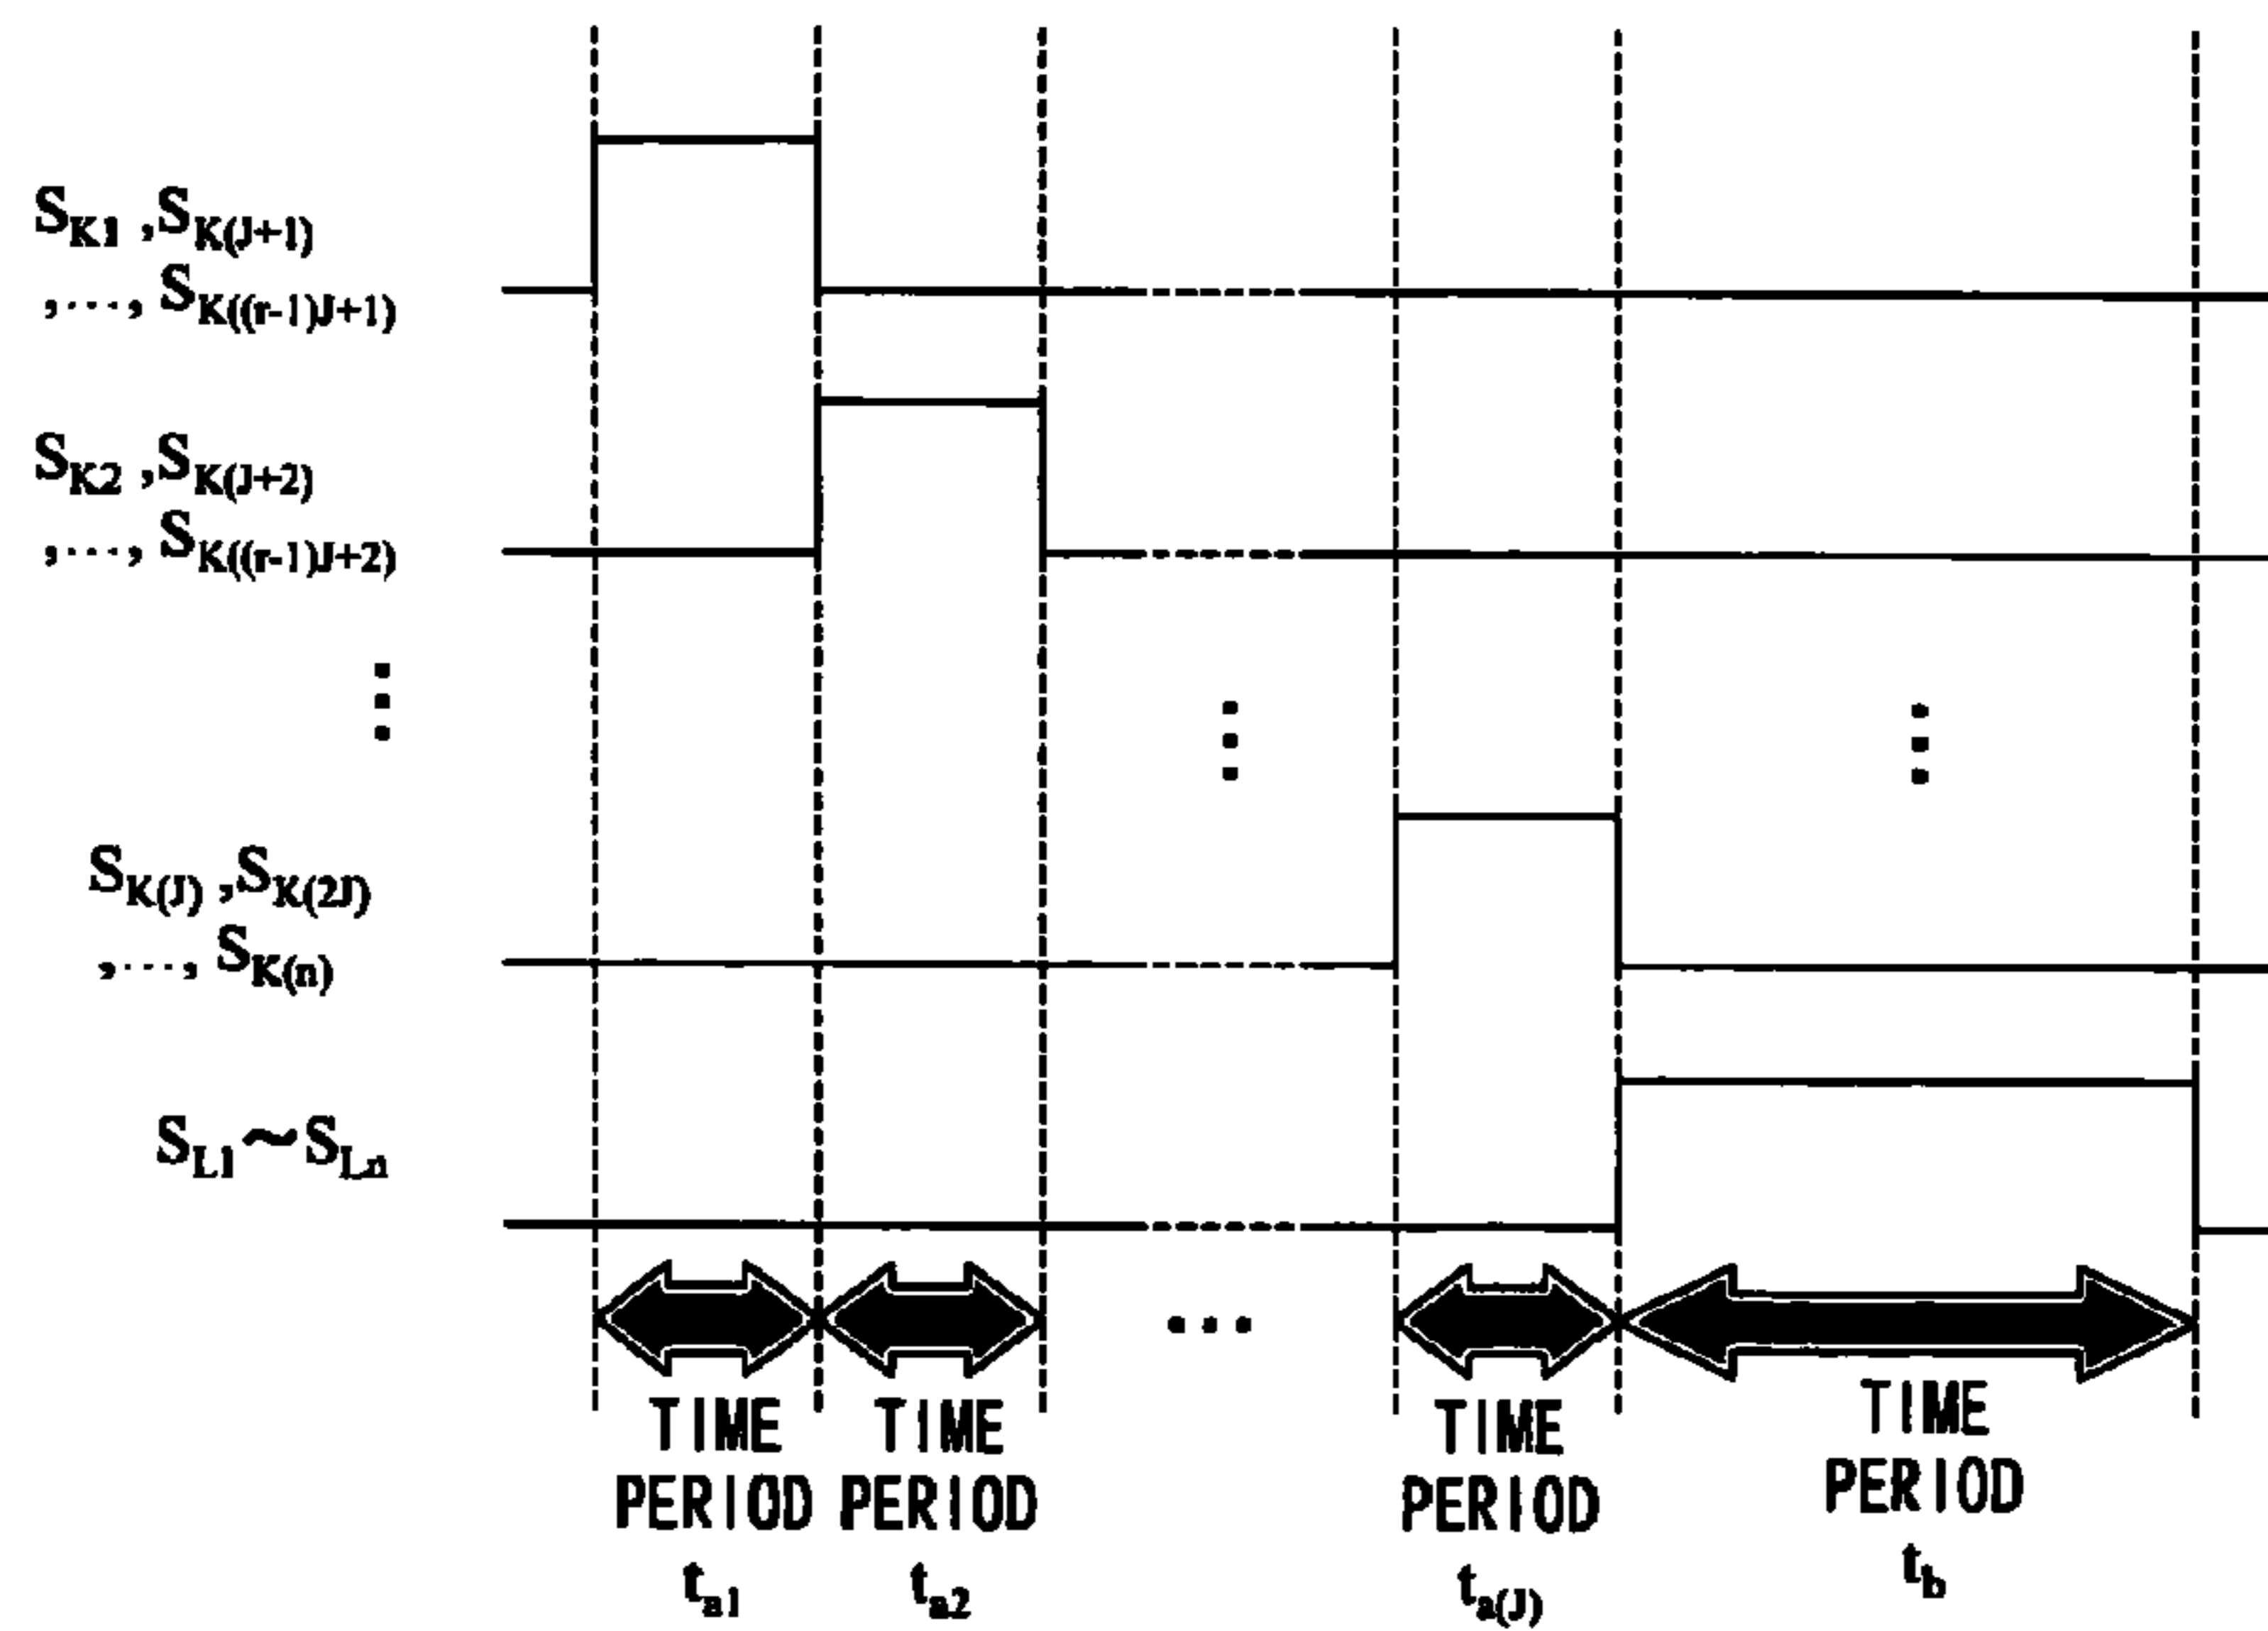 S_K1 ,S_K(J+1)
,···, S_K((r-1)J+1)
S_K2 ,S_K(J+2)
,···, S_K((r-1)J+2)
S_K(J) ,S_K(2J)
,···, S_K(n)
S_L1~S_Ln
TIME PERIOD t_a1
TIME PERIOD t_a2
···
TIME PERIOD t_a(J)
TIME PERIOD t_b